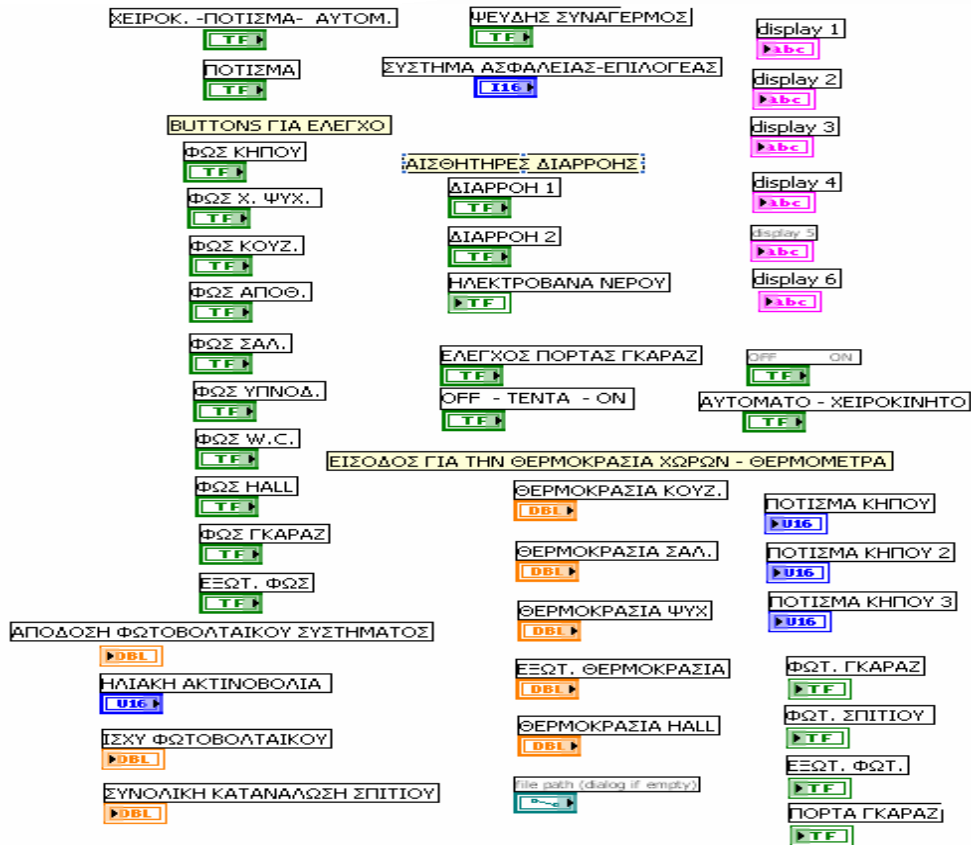 ΧΕΙΡΟΚ. -ΠΟΤΙΣΜΑ- ΑΥΤΟΜ.
TF
ΠΟΤΙΣΜΑ
TF
BUTTONS ΓΙΑ ΕΛΕΓΧΟ
ΦΩΣ ΚΗΠΟΥ
TF
ΦΩΣ Χ. ΨΥΧ.
TF
ΦΩΣ ΚΟΥΖ.
TF
ΦΩΣ ΑΠΟΘ.
TF
ΦΩΣ ΣΑΛ.
TF
ΦΩΣ ΥΠΝΟΔ.
TF
ΦΩΣ W.C.
TF
ΦΩΣ HALL
TF
ΦΩΣ ΓΚΑΡΑΖ
TF
ΕΞΩΤ. ΦΩΣ
TF
ΑΠΟΔΟΣΗ ΦΩΤΟΒΟΛΤΑΙΚΟΥ ΣΥΣΤΗΜΑΤΟΣ
DBL
ΗΛΙΑΚΗ ΑΚΤΙΝΟΒΟΛΙΑ
U16
ΙΣΧΥ ΦΩΤΟΒΟΛΤΑΙΚΟΥ
DBL
ΣΥΝΟΛΙΚΗ ΚΑΤΑΝΑΛΩΣΗ ΣΠΙΤΙΟΥ
DBL
ΨΕΥΔΗΣ ΣΥΝΑΓΕΡΜΟΣ
TF
ΣΥΣΤΗΜΑ ΑΣΦΑΛΕΙΑΣ-ΕΠΙΛΟΓΕΑΣ
I16
ΑΙΣΘΗΤΗΡΕΣ ΔΙΑΡΡΟΗΣ
ΔΙΑΡΡΟΗ 1
TF
ΔΙΑΡΡΟΗ 2
TF
ΗΛΕΚΤΡΟΒΑΝΑ ΝΕΡΟΥ
TF
ΕΛΕΓΧΟΣ ΠΟΡΤΑΣ ΓΚΑΡΑΖ
TF
OFF - ΤΕΝΤΑ - ON
TF
display 1
abc
display 2
abc
display 3
abc
display 4
abc
display 5
abc
display 6
abc
OFF ON
TF
ΑΥΤΟΜΑΤΟ - ΧΕΙΡΟΚΙΝΗΤΟ
TF
ΕΙΣΟΔΟΣ ΓΙΑ ΤΗΝ ΘΕΡΜΟΚΡΑΣΙΑ ΧΩΡΩΝ - ΘΕΡΜΟΜΕΤΡΑ
ΘΕΡΜΟΚΡΑΣΙΑ ΚΟΥΖ.
DBL
ΘΕΡΜΟΚΡΑΣΙΑ ΣΑΛ.
DBL
ΘΕΡΜΟΚΡΑΣΙΑ ΨΥΧ
DBL
ΕΞΩΤ. ΘΕΡΜΟΚΡΑΣΙΑ
DBL
ΘΕΡΜΟΚΡΑΣΙΑ HALL
DBL
file path (dialog if empty)
ΠΟΤΙΣΜΑ ΚΗΠΟΥ
U16
ΠΟΤΙΣΜΑ ΚΗΠΟΥ 2
U16
ΠΟΤΙΣΜΑ ΚΗΠΟΥ 3
U16
ΦΩΤ. ΓΚΑΡΑΖ
TF
ΦΩΤ. ΣΠΙΤΙΟΥ
TF
ΕΞΩΤ. ΦΩΤ.
TF
ΠΟΡΤΑ ΓΚΑΡΑΖ
TF